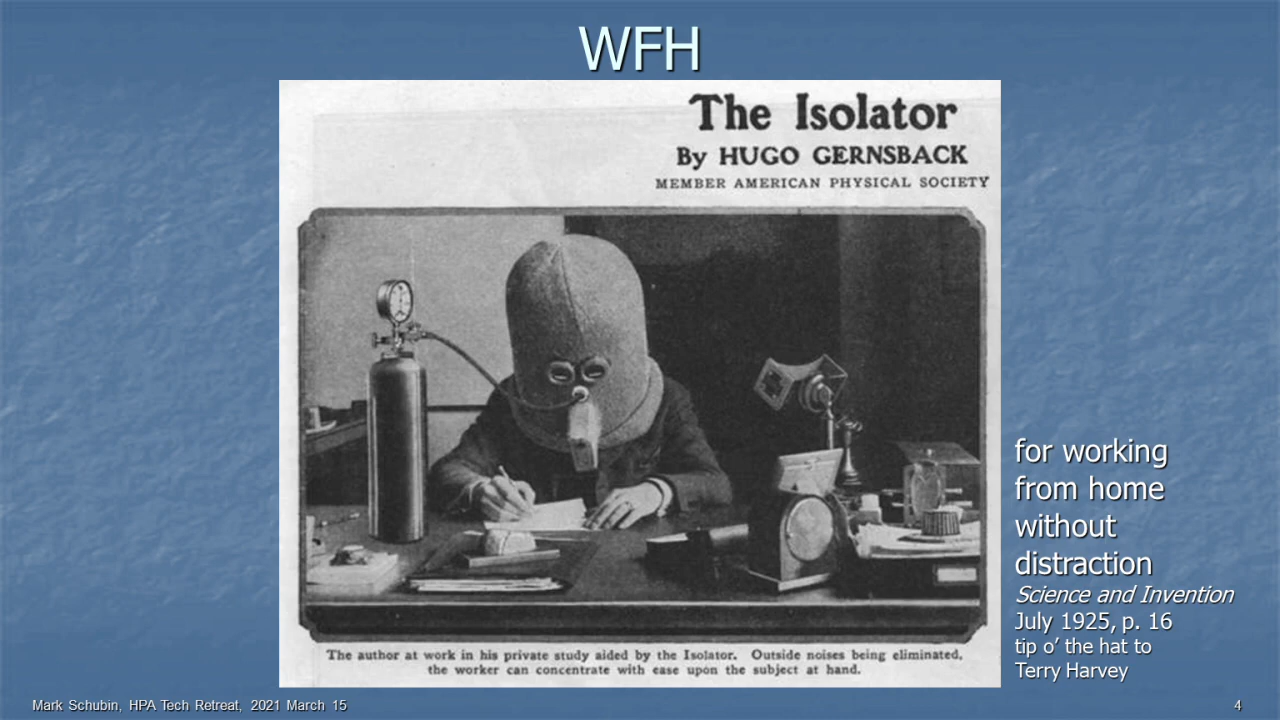 WFH
The Isolator
By HUGO GERNSBACK
MEMBER AMERICAN PHYSICAL SOCIETY
The author at work in his private study aided by the Isolator. Outside noises being eliminated,
the worker can concentrate with ease upon the subject at hand.
for working
from home
without
distraction
Science and Invention
July 1925, p. 16
tip o’ the hat to
Terry Harvey
Mark Schubin, HPA Tech Retreat, 2021 March 15
4